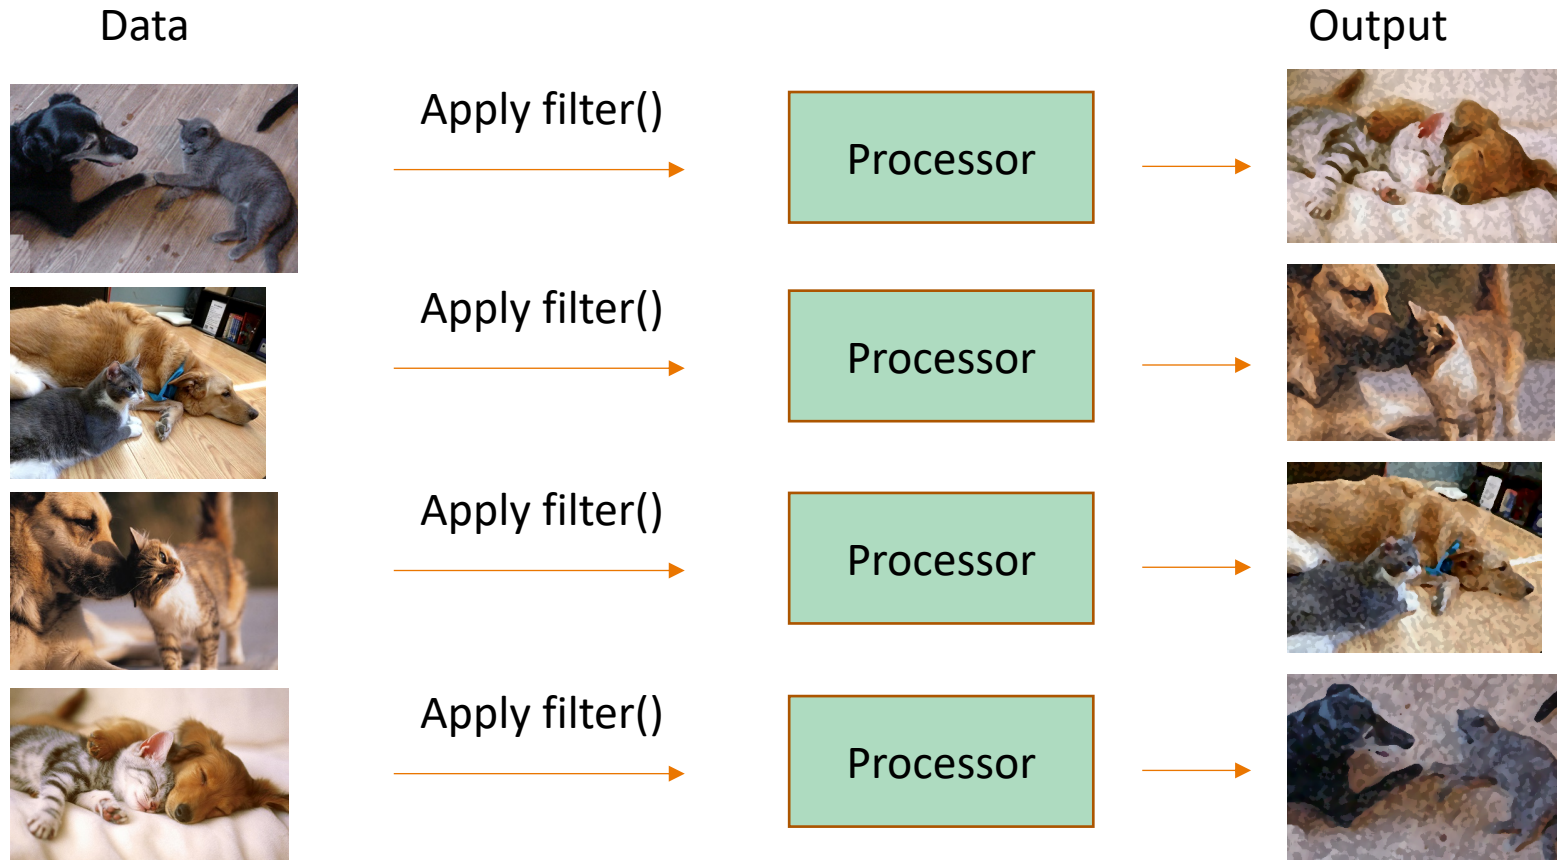 Data
Output
Apply filter()
Processor
Apply filter()
Processor
Apply filter()
Processor
Apply filter()
Processor